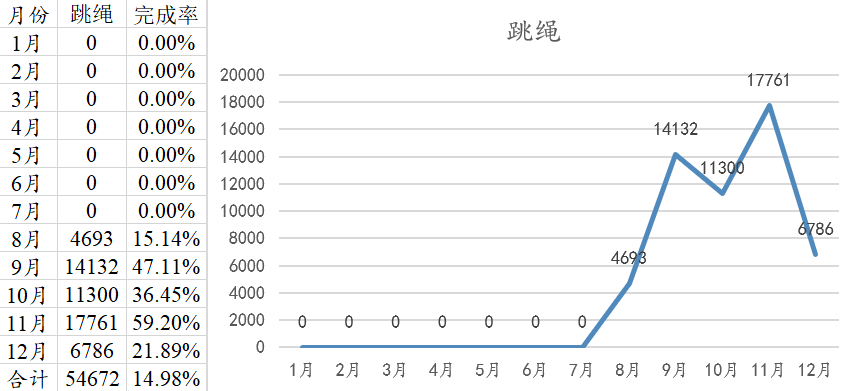 月份 跳绳 完成率
1月 0 0.00%
2月 0 0.00%
3月 0 0.00%
4月 0 0.00%
5月 0 0.00%
6月 0 0.00%
7月 0 0.00%
8月 4693 15.14%
9月 14132 47.11%
10月 11300 36.45%
11月 17761 59.20%
12月 6786 21.89%
合计 54672 14.98%
跳绳
20000
18000
16000
14000
12000
10000
8000
6000
4000
2000
0
0 0 0 0 0 0 0 4693 14132 11300 17761 6786
1月 2月 3月 4月 5月 6月 7月 8月 9月 10月 11月 12月